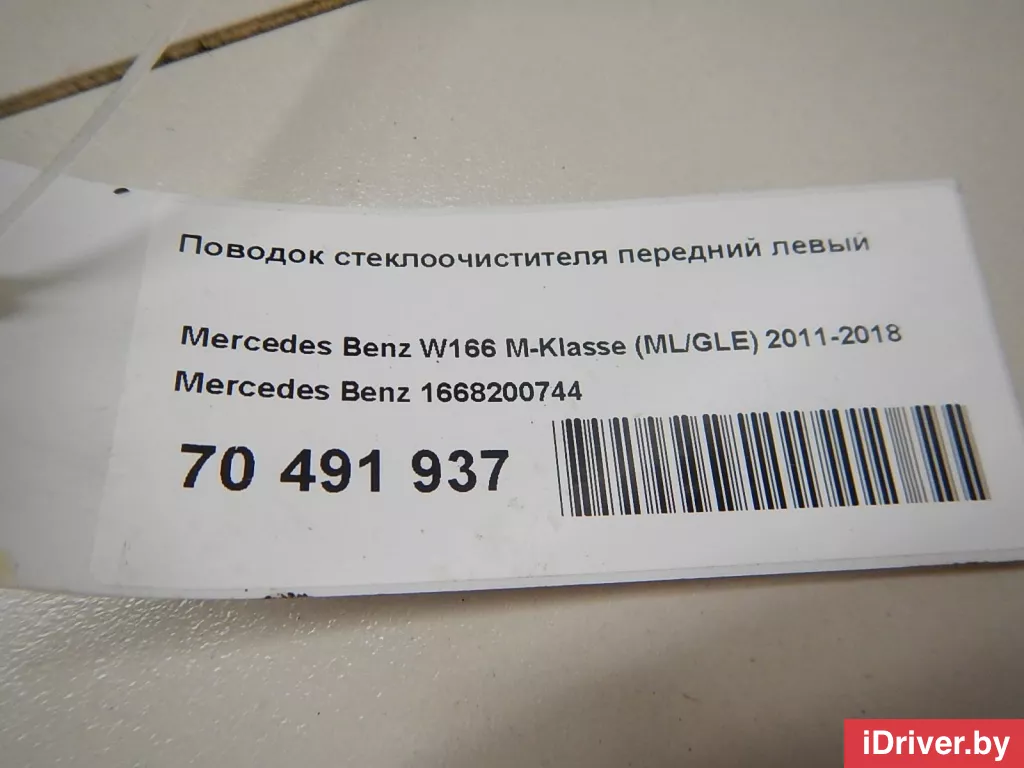 Поводок стеклоочистителя передний левый
Mercedes Benz W166 M-Klasse (ML/GLE) 2011-2018
Mercedes Benz 1668200744
70 491 937
iDriver.by